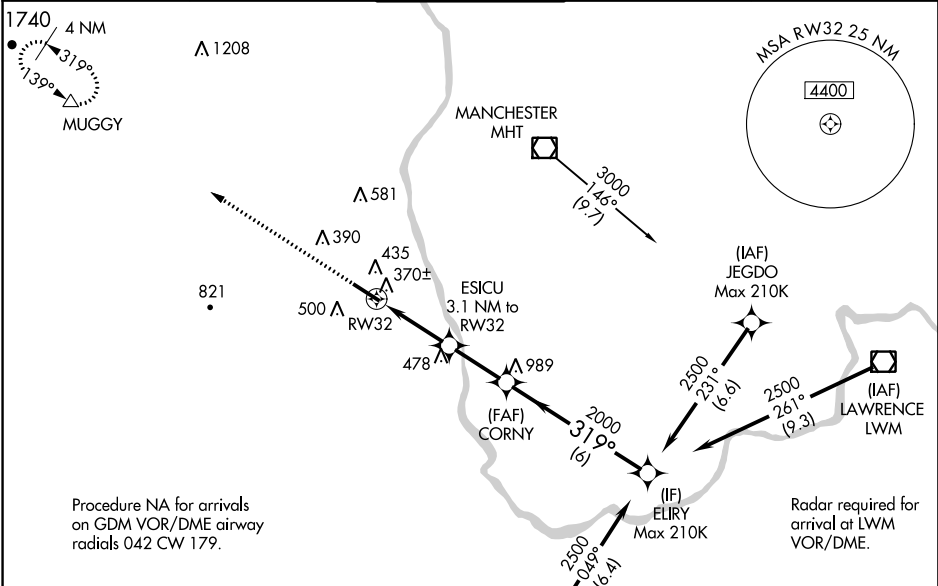 1740
4 NM
319°
139°
MUGGY
1208
MSA RW32 25 NM
4400
MANCHESTER
MHT
3000
146°
(9.7)
581
390
435
370±
821
500
RW32
ESICU
3.1 NM to
RW32
478
989
(FAF)
CORNY
(IAF)
JEGDO
Max 210K
2500
231°
(6.6)
2500
261°
(9.3)
(IAF)
LAWRENCE
LWM
2000
319°
(6)
(IF)
ELIRY
Max 210K
2500
049°
(6.4)
Procedure NA for arrivals
on GDM VOR/DME airway
radials 042 CW 179.
Radar required for
arrival at LWM
VOR/DME.